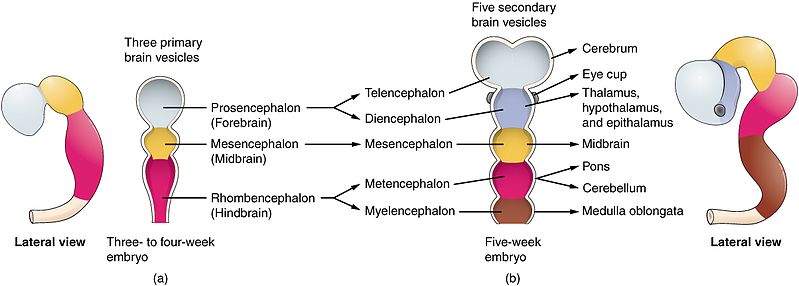 Three primary
brain vesicles
Prosencephalon
(Forebrain)
Mesencephalon
(Midbrain)
Rhombencephalon
(Hindbrain)
Lateral view
Three- to four-week
embryo
(a)
Five secondary
brain vesicles
Telencephalon
Diencephalon
Mesencephalon
Metencephalon
Myelencephalon
Cerebrum
Eye cup
Thalamus,
hypothalamus,
and epithalamus
Midbrain
Pons
Cerebellum
Medulla oblongata
Five-week
embryo
(b)
Lateral view